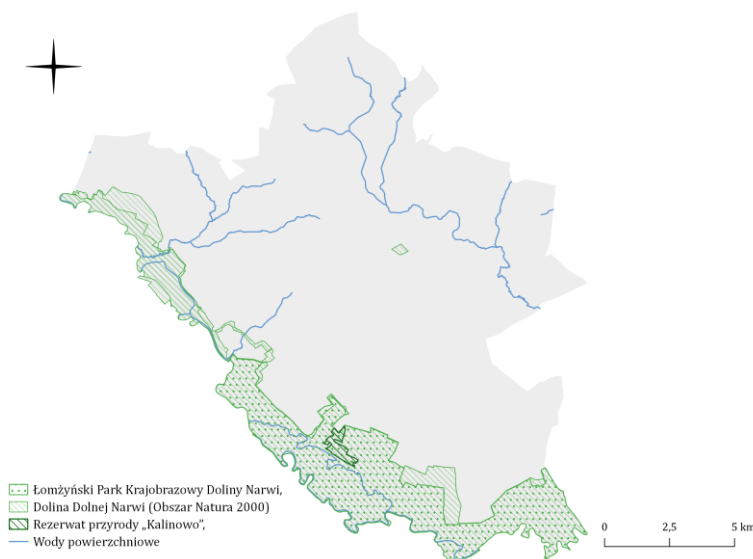 Łomżyński Park Krajobrazowy Doliny Narwi,
Dolina Dolnej Narwi (Obszar Natura 2000)
Rezerwat przyrody „Kalinowo”,
Wody powierzchniowe
0 2,5 5 km